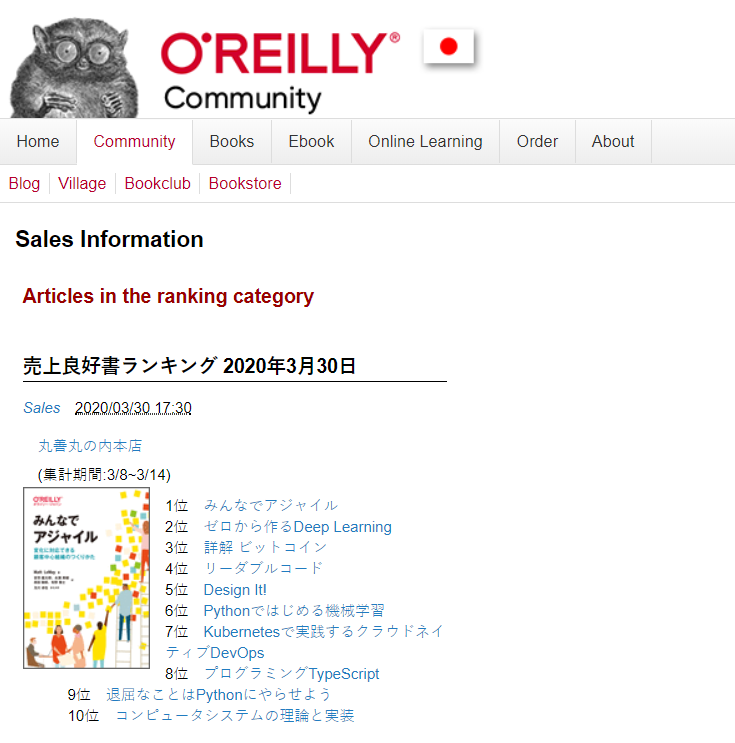 O'REILLY®
Community
Home Community Books Ebook Online Learning Order About
Blog Village Bookclub Bookstore
Sales Information
Articles in the ranking category
売上良好書ランキング 2020年3月30日
Sales 2020/03/30 17:30
丸善丸の内本店
(集計期間:3/8~3/14)
O'REILLY
みんなで
アジャイル
変化に対応できる
顧客中心組織のつくりかた
1位 みんなでアジャイル
2位 ゼロから作るDeep Learning
3位 詳解 ビットコイン
4位 リーダブルコード
5位 Design It!
6位 Pythonではじめる機械学習
7位 Kubernetesで実践するクラウドネイ
ティブDevOps
8位 プログラミングTypeScript
9位 退屈なことはPythonにやらせよう
10位 コンピュータシステムの理論と実装